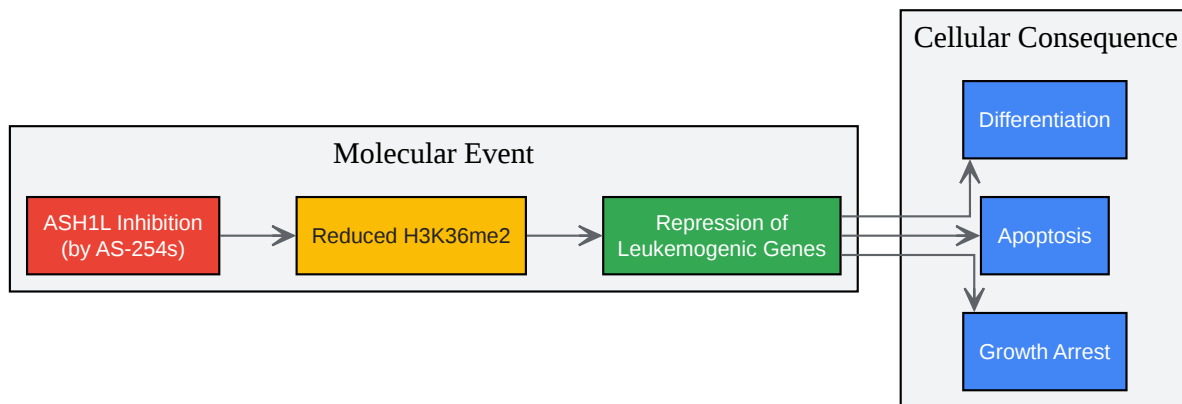 Molecular Event
ASH1L Inhibition
(by AS-254s)
Reduced H3K36me2
Repression of
Leukemogenic Genes
Cellular Consequence
Differentiation
Apoptosis
Growth Arrest